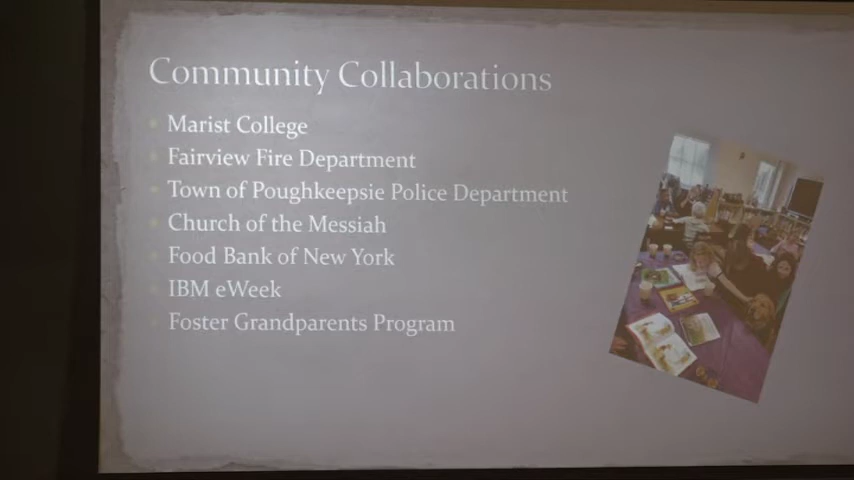 Community Collaborations
Marist College
Fairview Fire Department
Town of Poughkeepsie Police Department
Church of the Messiah
Food Bank of New York
IBM eWeek
Foster Grandparents Program